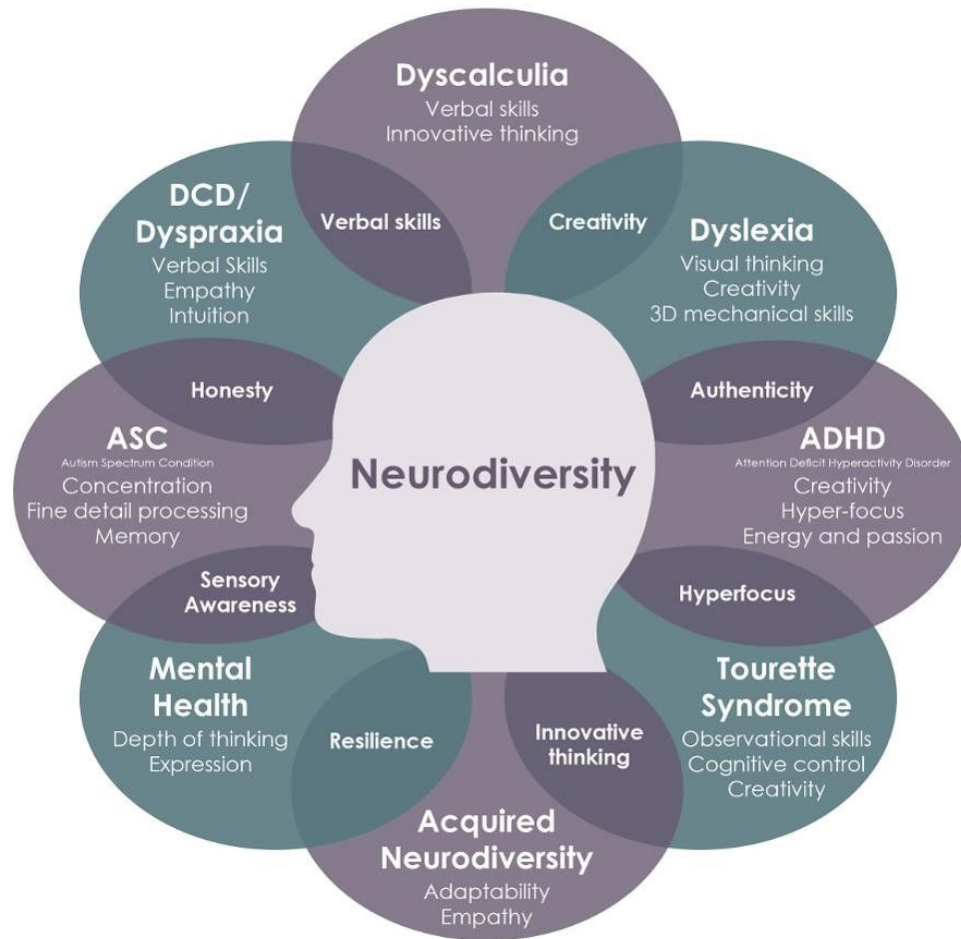 Dyscalculia
Verbal skills
Innovative thinking
DCD/
Dyspraxia
Verbal Skills
Empathy
Intuition
Verbal skills
Creativity
Dyslexia
Visual thinking
Creativity
3D mechanical skills
Honesty
Authenticity
ASC
Autism Spectrum Condition
Concentration
Fine detail processing
Memory
Neurodiversity
ADHD
Attention Deficit Hyperactivity Disorder
Creativity
Hyper-focus
Energy and passion
Sensory
Awareness
Hyperfocus
Mental
Health
Depth of thinking
Expression
Resilience
Innovative
thinking
Tourette
Syndrome
Observational skills
Cognitive control
Creativity
Acquired
Neurodiversity
Adaptability
Empathy